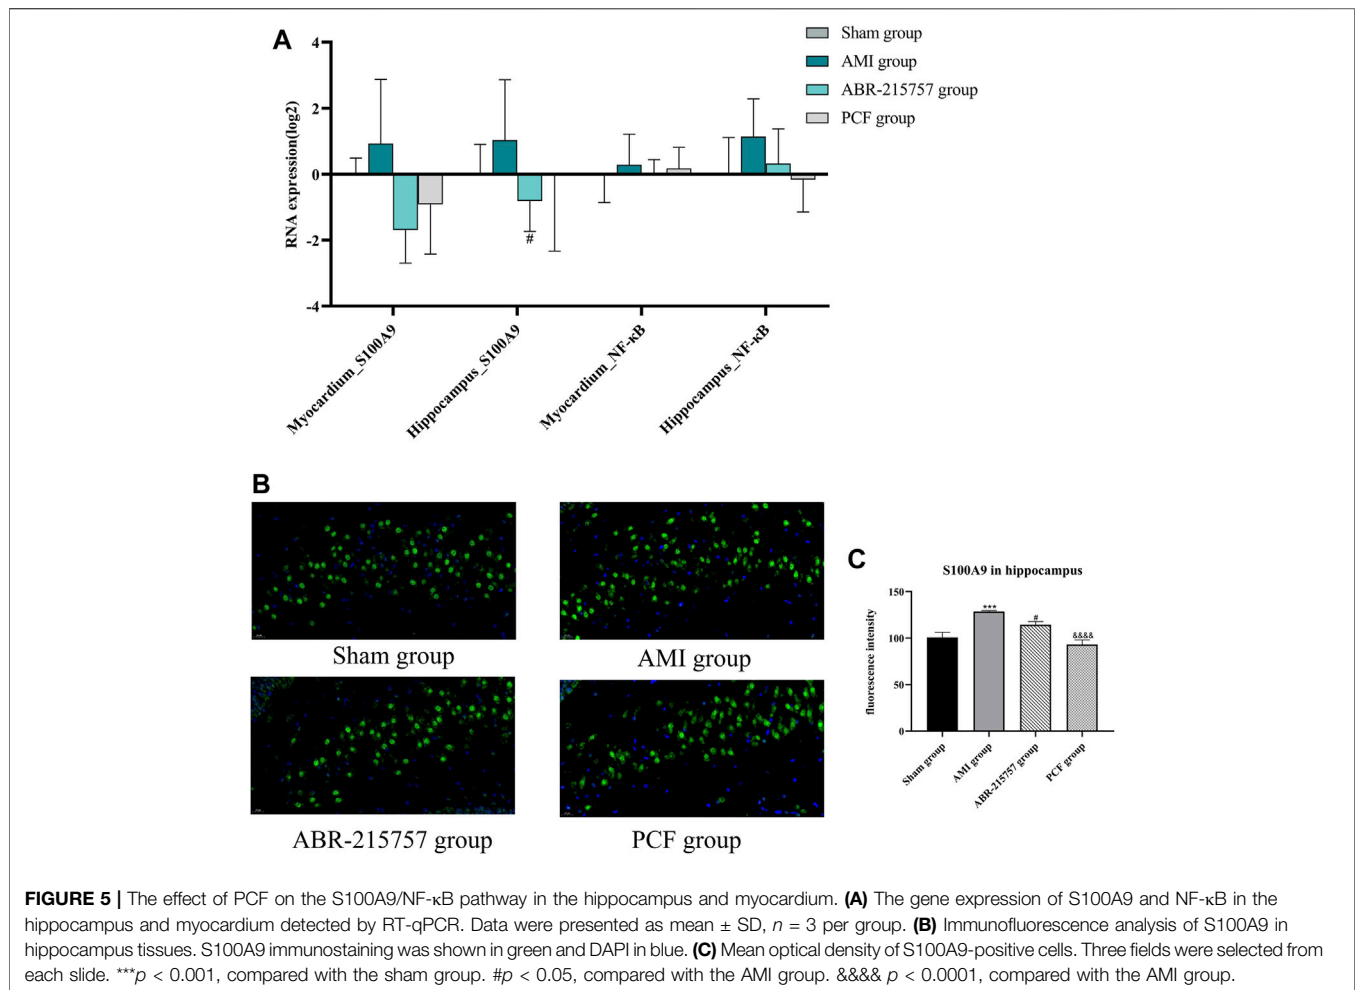 A
4
2
0
-2
-4
RNA expression(log2)
#
Sham group
AMI group
ABR-215757 group
PCF group
Myocardium_S100A9
Hippocampus_S100A9
Myocardium_NF-κB
Hippocampus_NF-κB
B
Sham group
AMI group
ABR-215757 group
PCF group
C
S100A9 in hippocampus
150
100
50
0
fluorescence intensity
***
#
&&&&
Sham group
AMI group
ABR-215757 group
PCF group
FIGURE 5 | The effect of PCF on the S100A9/NF-κB pathway in the hippocampus and myocardium. (A) The gene expression of S100A9 and NF-κB in the
hippocampus and myocardium detected by RT-qPCR. Data were presented as mean ± SD, n = 3 per group. (B) Immunofluorescence analysis of S100A9 in
hippocampus tissues. S100A9 immunostaining was shown in green and DAPI in blue. (C) Mean optical density of S100A9-positive cells. Three fields were selected from
each slide. ***p < 0.001, compared with the sham group. #p < 0.05, compared with the AMI group. &&&& p < 0.0001, compared with the AMI group.